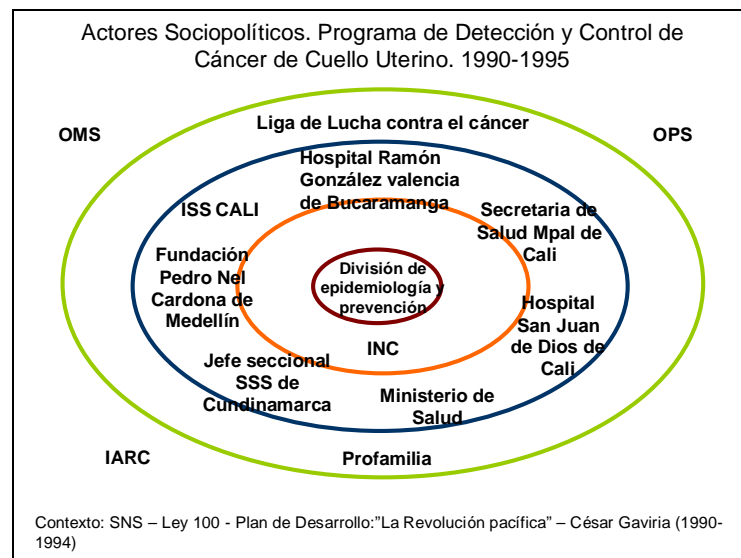 Actores Sociopolíticos. Programa de Detección y Control de
Cáncer de Cuello Uterino. 1990-1995
OMS
Liga de Lucha contra el cáncer
OPS
Hospital Ramón
González valencia
de Bucaramanga
ISS CALI
Secretaria de
Salud Mpal de
Cali
Fundación
Pedro Nel
Cardona de
Medellín
División de
epidemiología y
prevención
Hospital
San Juan
de Dios de
Cali
INC
Jefe seccional
SSS de
Cundinamarca
Ministerio de
Salud
IARC
Profamilia
Contexto: SNS – Ley 100 - Plan de Desarrollo:”La Revolución pacífica” – César Gaviria (1990-
1994)